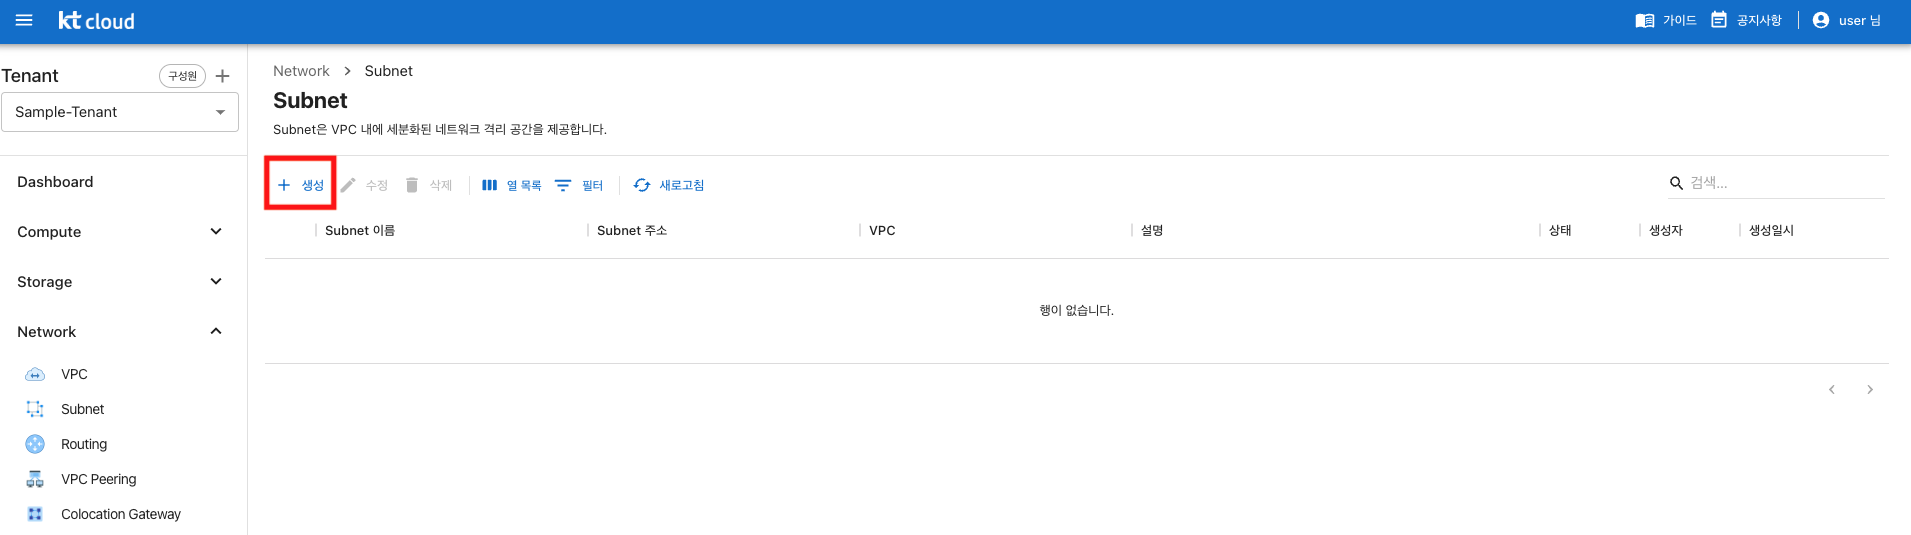 kt cloud
가이드
공지사항
user 님
Tenant
구성원
Sample-Tenant
Dashboard
Compute
Storage
Network
VPC
Subnet
Routing
VPC Peering
Colocation Gateway
Network > Subnet
Subnet
Subnet은 VPC 내에 세분화된 네트워크 격리 공간을 제공합니다.
+ 생성 수정 삭제 열 목록 필터 새로고침 검색...
Subnet 이름 Subnet 주소 VPC 설명 상태 생성자 생성일시
행이 없습니다.